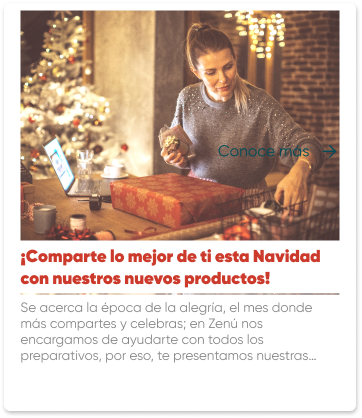 Conoce más →
¡Comparte lo mejor de ti esta Navidad
con nuestros nuevos productos!
Se acerca la época de la alegría, el mes donde
más compartes y celebras; en Zenú nos
encargamos de ayudarte con todos los
preparativos, por eso, te presentamos nuestras...